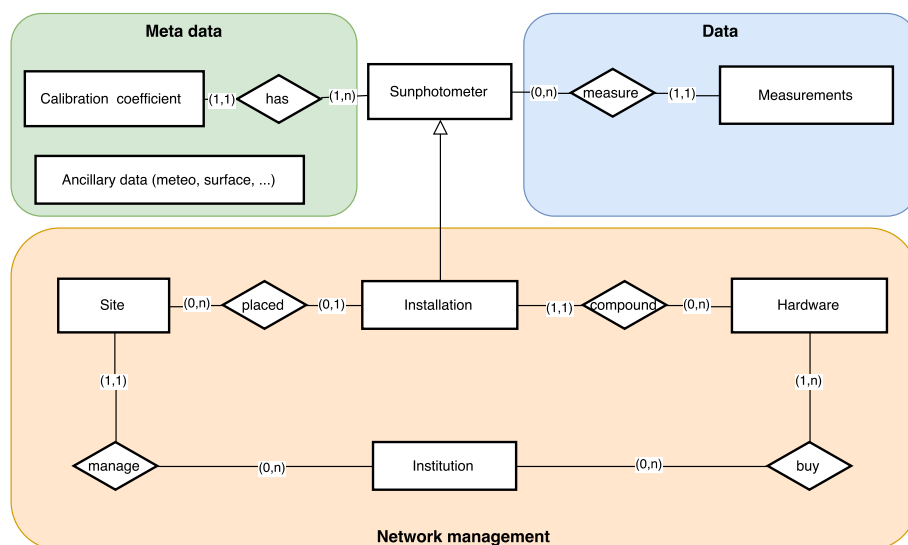 Meta data
Data
Calibration coefficient
(1,1)
has
(1,n)
Sunphotometer
(0,n)
measure
(1,1)
Measurements
Ancillary data (meteo, surface, ...)
Site
(0,n)
placed
(0,1)
Installation
(1,1)
compound
(0,n)
Hardware
(1,1)
(1,n)
manage
(0,n)
Institution
(0,n)
buy
Network management